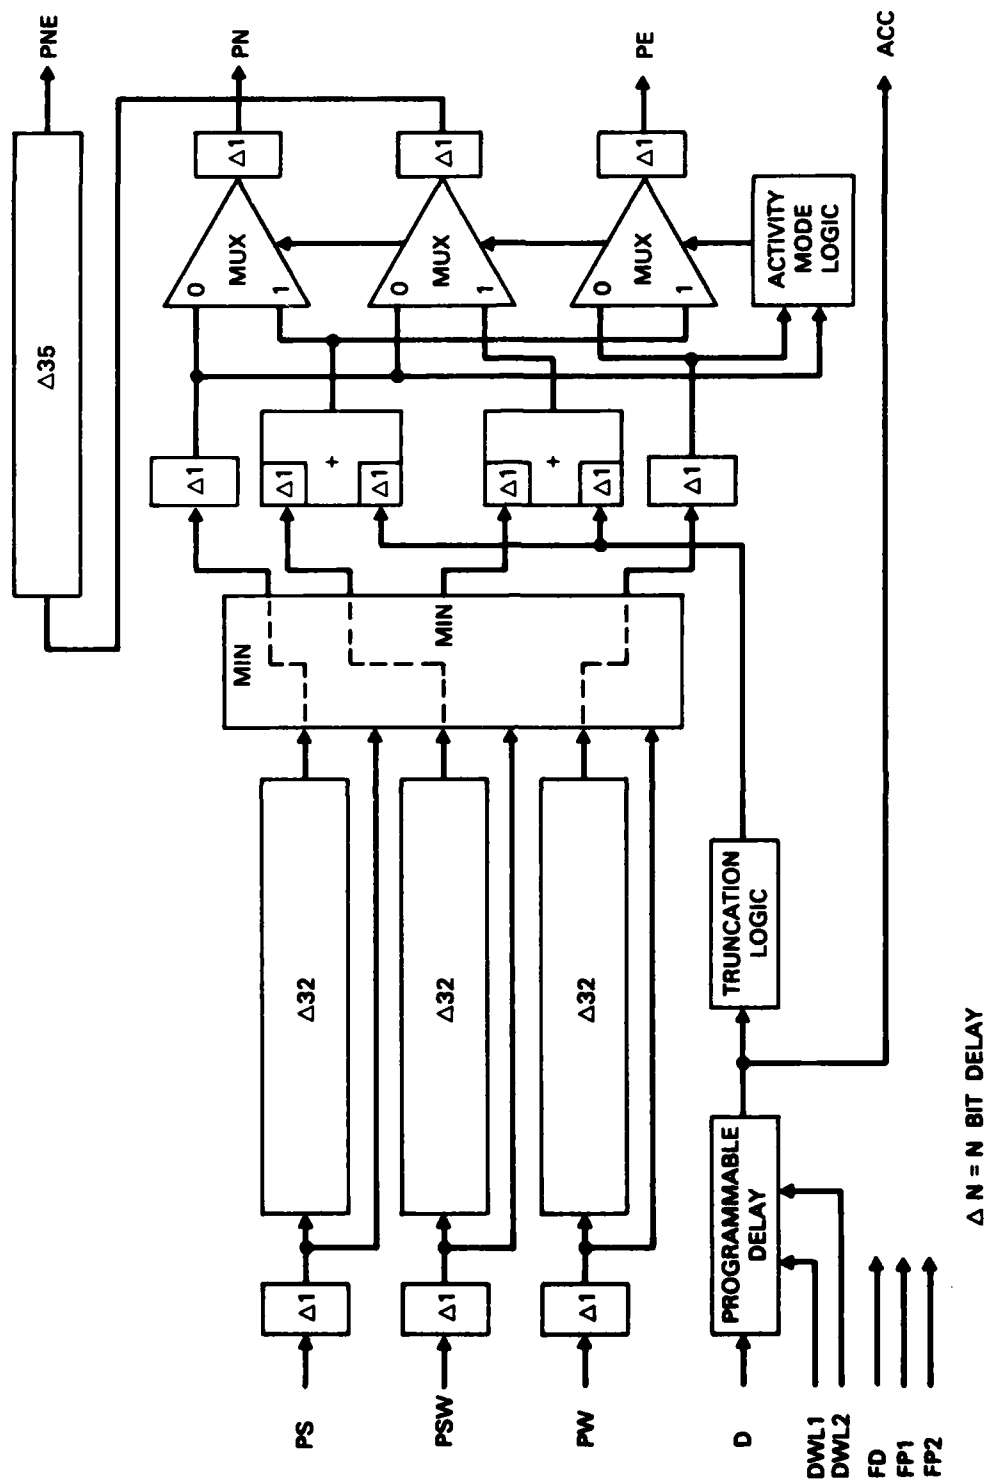 PNE
PN
PE
ACC
Δ35
Δ1
Δ1
Δ1
MUX
0
1
MUX
0
1
MUX
0
1
ACTIVITY
MODE
LOGIC
Δ1
Δ1
+
Δ1
Δ1
+
Δ1
Δ1
MIN
MIN
Δ32
Δ32
Δ32
TRUNCATION
LOGIC
Δ1
Δ1
Δ1
PROGRAMMABLE
DELAY
PS
PSW
PW
D
DWL1
DWL2
FD
FP1
FP2
Δ N = N BIT DELAY